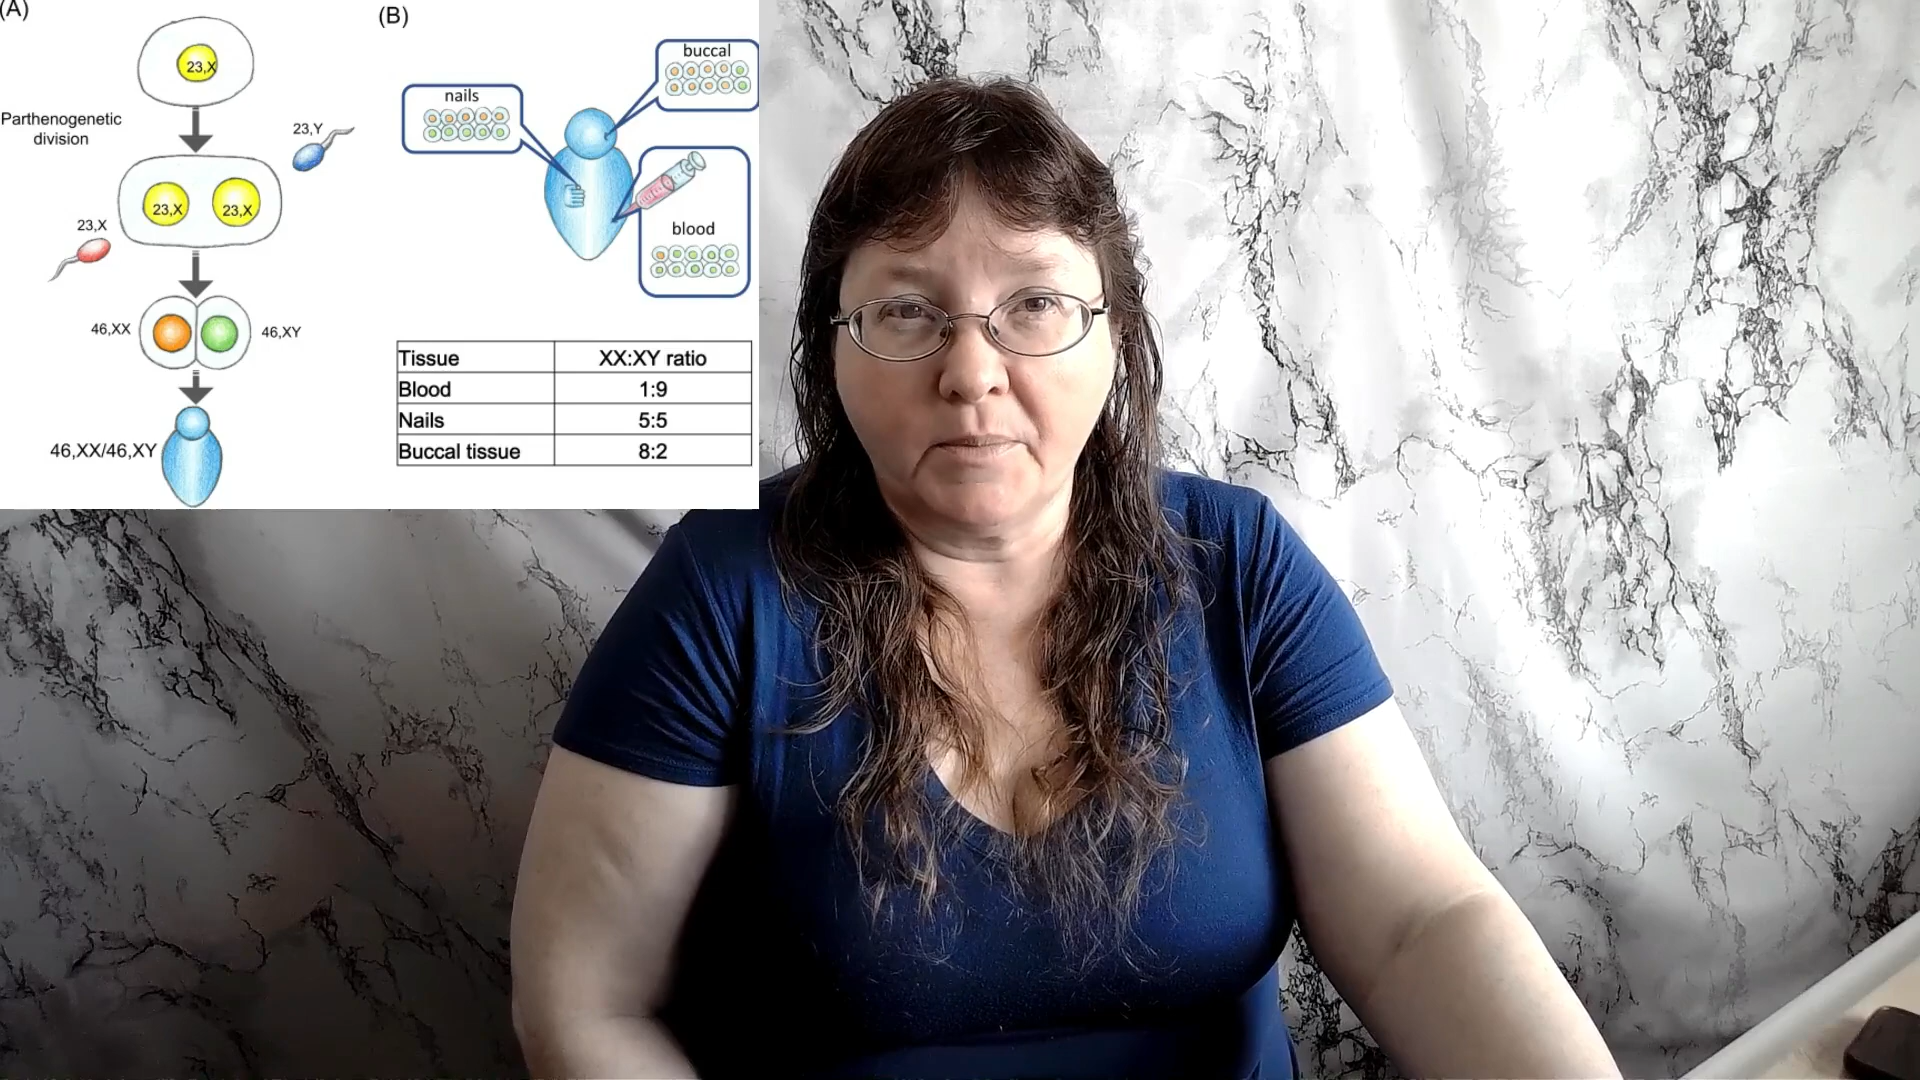 (A)
23,X
Parthenogenetic
division
23,Y
23,X
23,X
23,X
46,XX
46,XY
46,XX/46,XY
(B)
buccal
nails
blood
Tissue XX:XY ratio
Blood 1:9
Nails 5:5
Buccal tissue 8:2